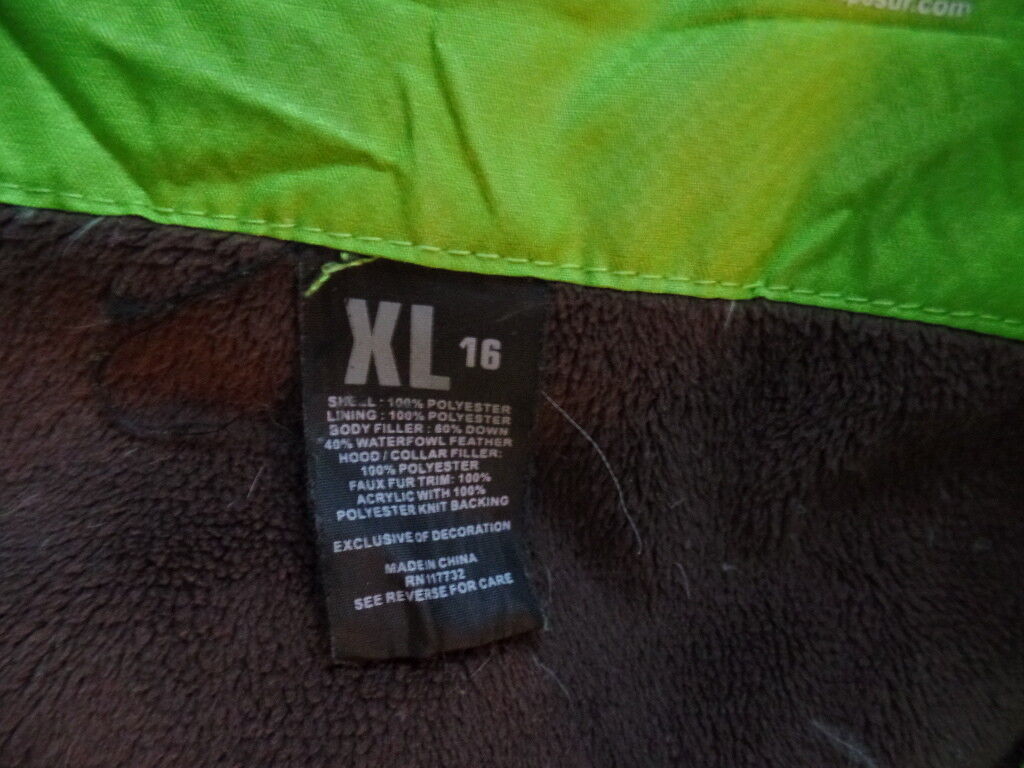 XL 16
SHELL : 100% POLYESTER
LINING : 100% POLYESTER
BODY FILLER : 60% DOWN
40% WATERFOWL FEATHER
HOOD / COLLAR FILLER:
100% POLYESTER
FAUX FUR TRIM: 100%
ACRYLIC WITH 100%
POLYESTER KNIT BACKING
EXCLUSIVE OF DECORATION
MADE IN CHINA
RN 117732
SEE REVERSE FOR CARE